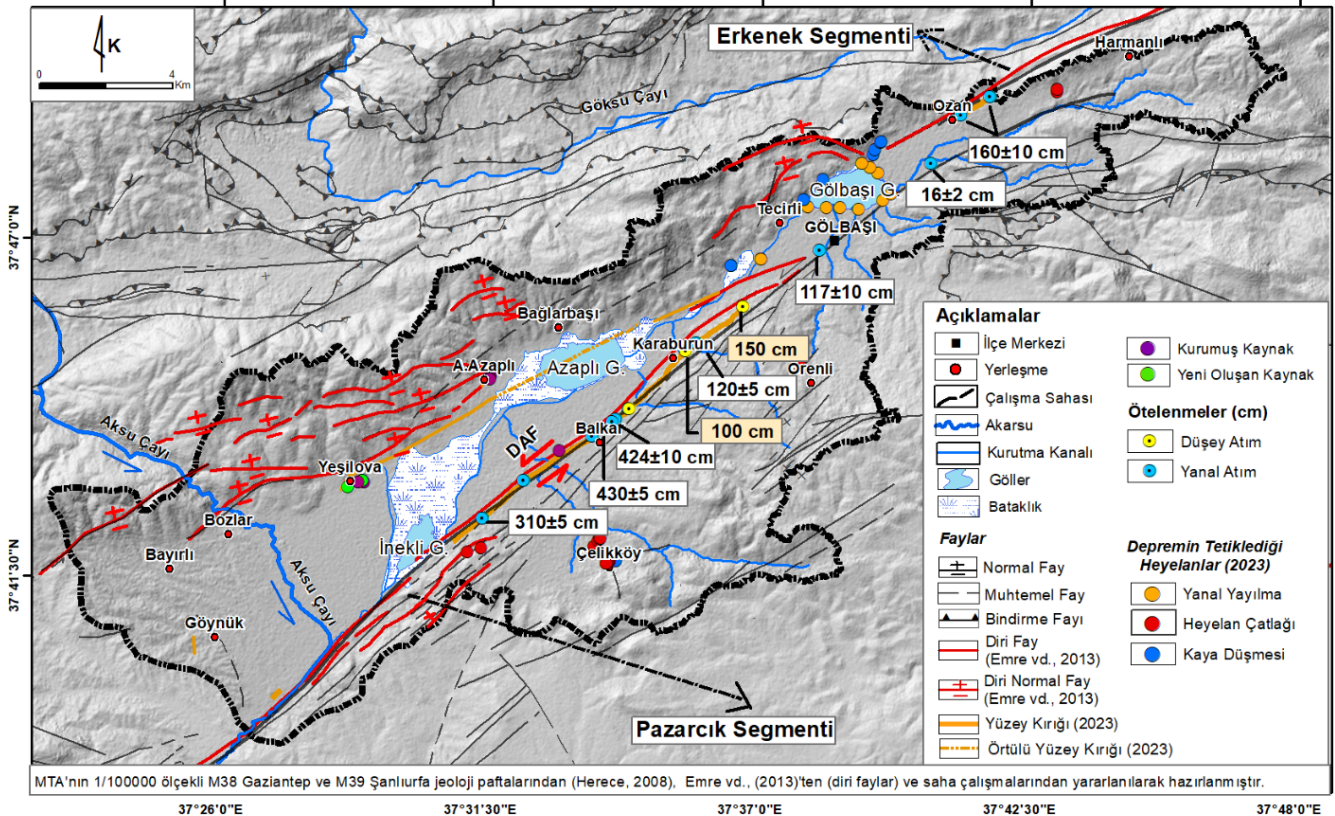 K
0
4
Km
Erkenek Segmenti
Harmanlı
Göksu Çayı
Ozan
160±10 cm
Gölbaşı G.
16±2 cm
Tecirli
GÖLBAŞI
117±10 cm
Bağlarbaşı
Karaburun
150 cm
A.Azaplı
Azaplı G.
Örenli
120±5 cm
100 cm
Aksu Çayı
DAF
Balkar
424±10 cm
Yeşilova
430±5 cm
310±5 cm
Bozlar
İnekli G.
Çelikköy
Bayırlı
Aksu Çayı
Göynük
Pazarcık Segmenti
Açıklamalar
İlçe Merkezi
Yerleşme
Çalışma Sahası
Akarsu
Kurutma Kanalı
Göller
Bataklık
Faylar
Normal Fay
Muhtemel Fay
Bindirme Fayı
Diri Fay
(Emre vd., 2013)
Diri Normal Fay
(Emre vd., 2013)
Yüzey Kırığı (2023)
Örtülü Yüzey Kırığı (2023)
Kurumuş Kaynak
Yeni Oluşan Kaynak
Ötelenmeler (cm)
Düşey Atım
Yanal Atım
Depremin Tetiklediği
Heyelanlar (2023)
Yanal Yayılma
Heyelan Çatlağı
Kaya Düşmesi
MTA'nın 1/100000 ölçekli M38 Gaziantep ve M39 Şanlıurfa jeoloji paftalarından (Herece, 2008), Emre vd., (2013)'ten (diri faylar) ve saha çalışmalarından yararlanılarak hazırlanmıştır.
37°47'0"N
37°41'30"N
37°26'0"E
37°31'30"E
37°37'0"E
37°42'30"E
37°48'0"E